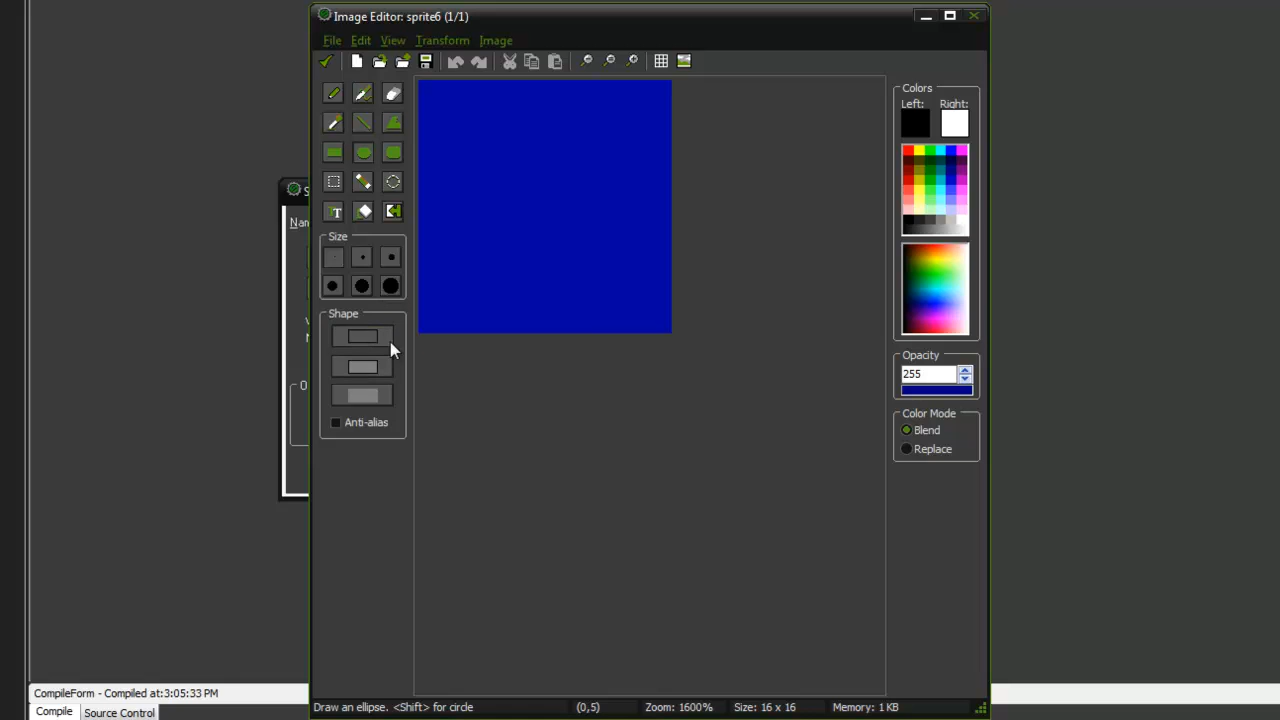 Image Editor: sprite6 (1/1)
File Edit View Transform Image
Colors
Left: Right:
TT
Size
Shape
Anti-alias
Opacity
255
Color Mode
Blend
Replace
CompileForm - Compiled at:3:05:33 PM
Compile Source Control
Draw an ellipse. <Shift> for circle (0,5) Zoom: 1600% Size: 16 x 16 Memory: 1 KB